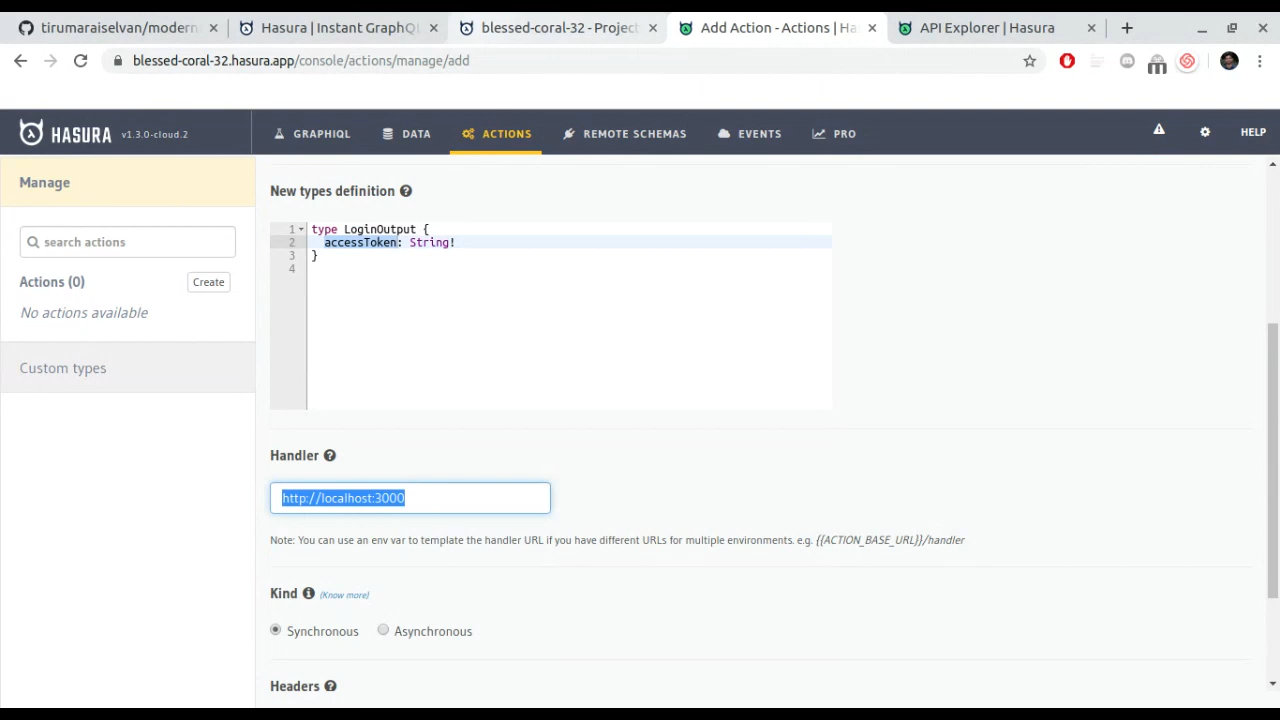 tirumaraiselvan/modern
Hasura | Instant GraphQ
blessed-coral-32 - Project
Add Action - Actions | Ha
API Explorer | Hasura
blessed-coral-32.hasura.app/console/actions/manage/add
HASURA v1.3.0-cloud.2
GRAPHIQL
DATA
ACTIONS
REMOTE SCHEMAS
EVENTS
PRO
HELP
Manage
search actions
Actions (0)
Create
No actions available
Custom types
New types definition
1 type LoginOutput {
2 accessToken: String!
3 }
4
Handler
http://localhost:3000
Note: You can use an env var to template the handler URL if you have different URLs for multiple environments. e.g. {{ACTION_BASE_URL}}/handler
Kind (Know more)
Synchronous Asynchronous
Headers